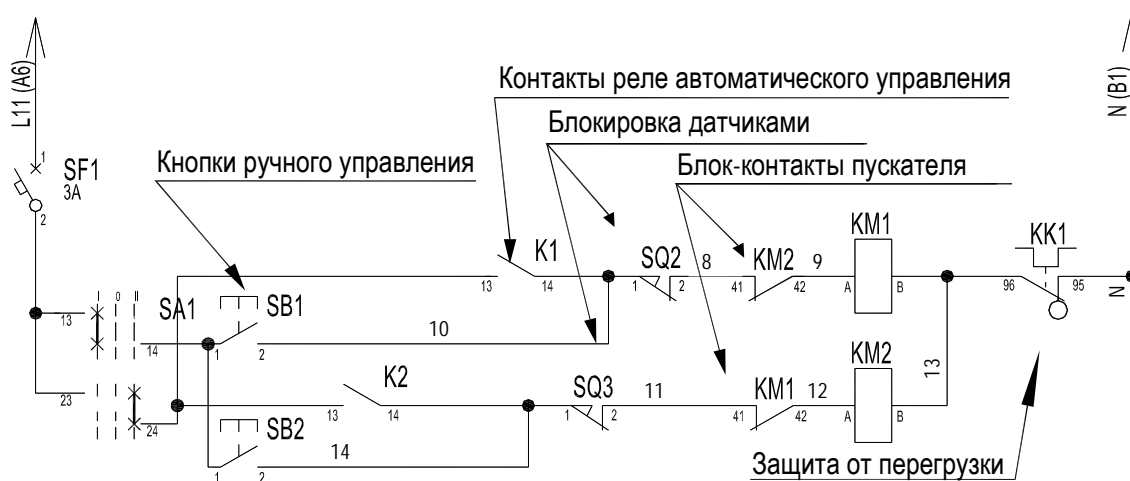 L11 (A6)
N (B1)
Контакты реле автоматического управления
Блокировка датчиками
Кнопки ручного управления
Блок-контакты пускателя
1
SF1
3A
2
K1
13
14
SQ2
1
2
8
KM2
41
42
9
KM1
A
B
KK1
96
95
N
0
II
13
SA1
14
SB1
1
2
10
KM2
A
B
13
23
24
K2
13
14
SQ3
1
2
11
KM1
41
42
12
SB2
1
2
14
Защита от перегрузки